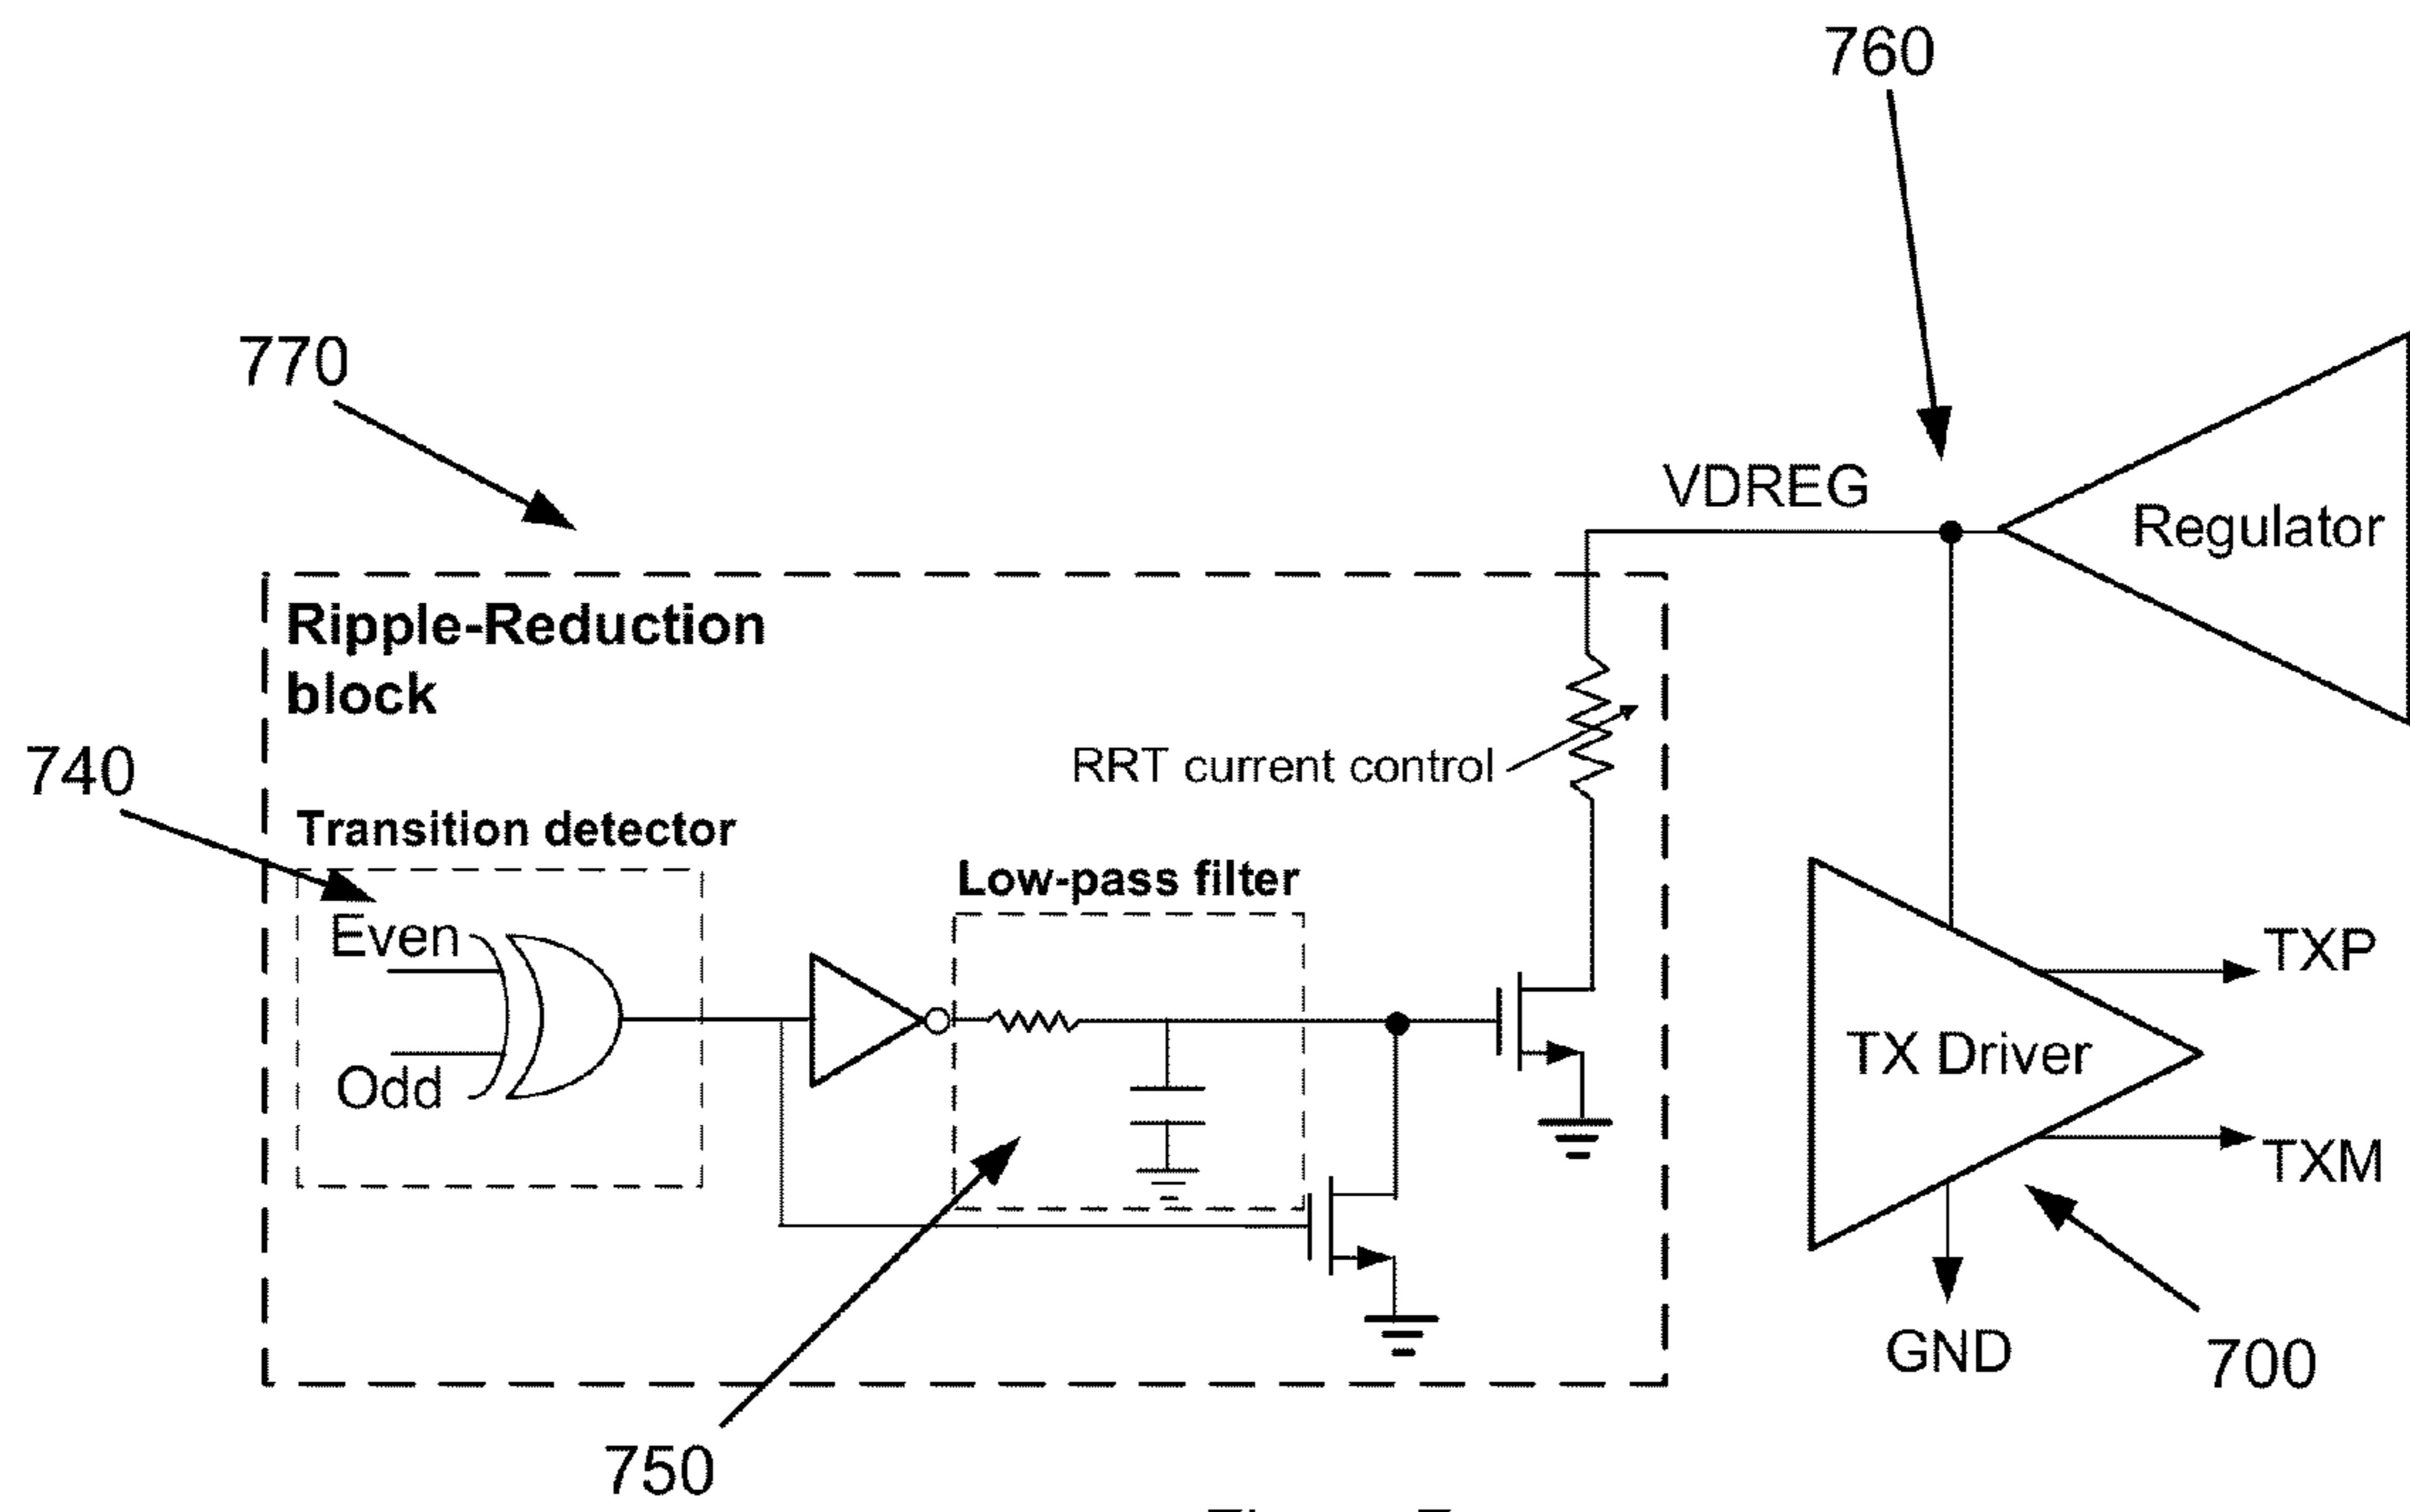 760
770
VDREG
Regulator
Ripple-Reduction
block
740
RRT current control
Transition detector
Low-pass filter
Even
TXP
TX Driver
Odd
TXM
GND
700
750